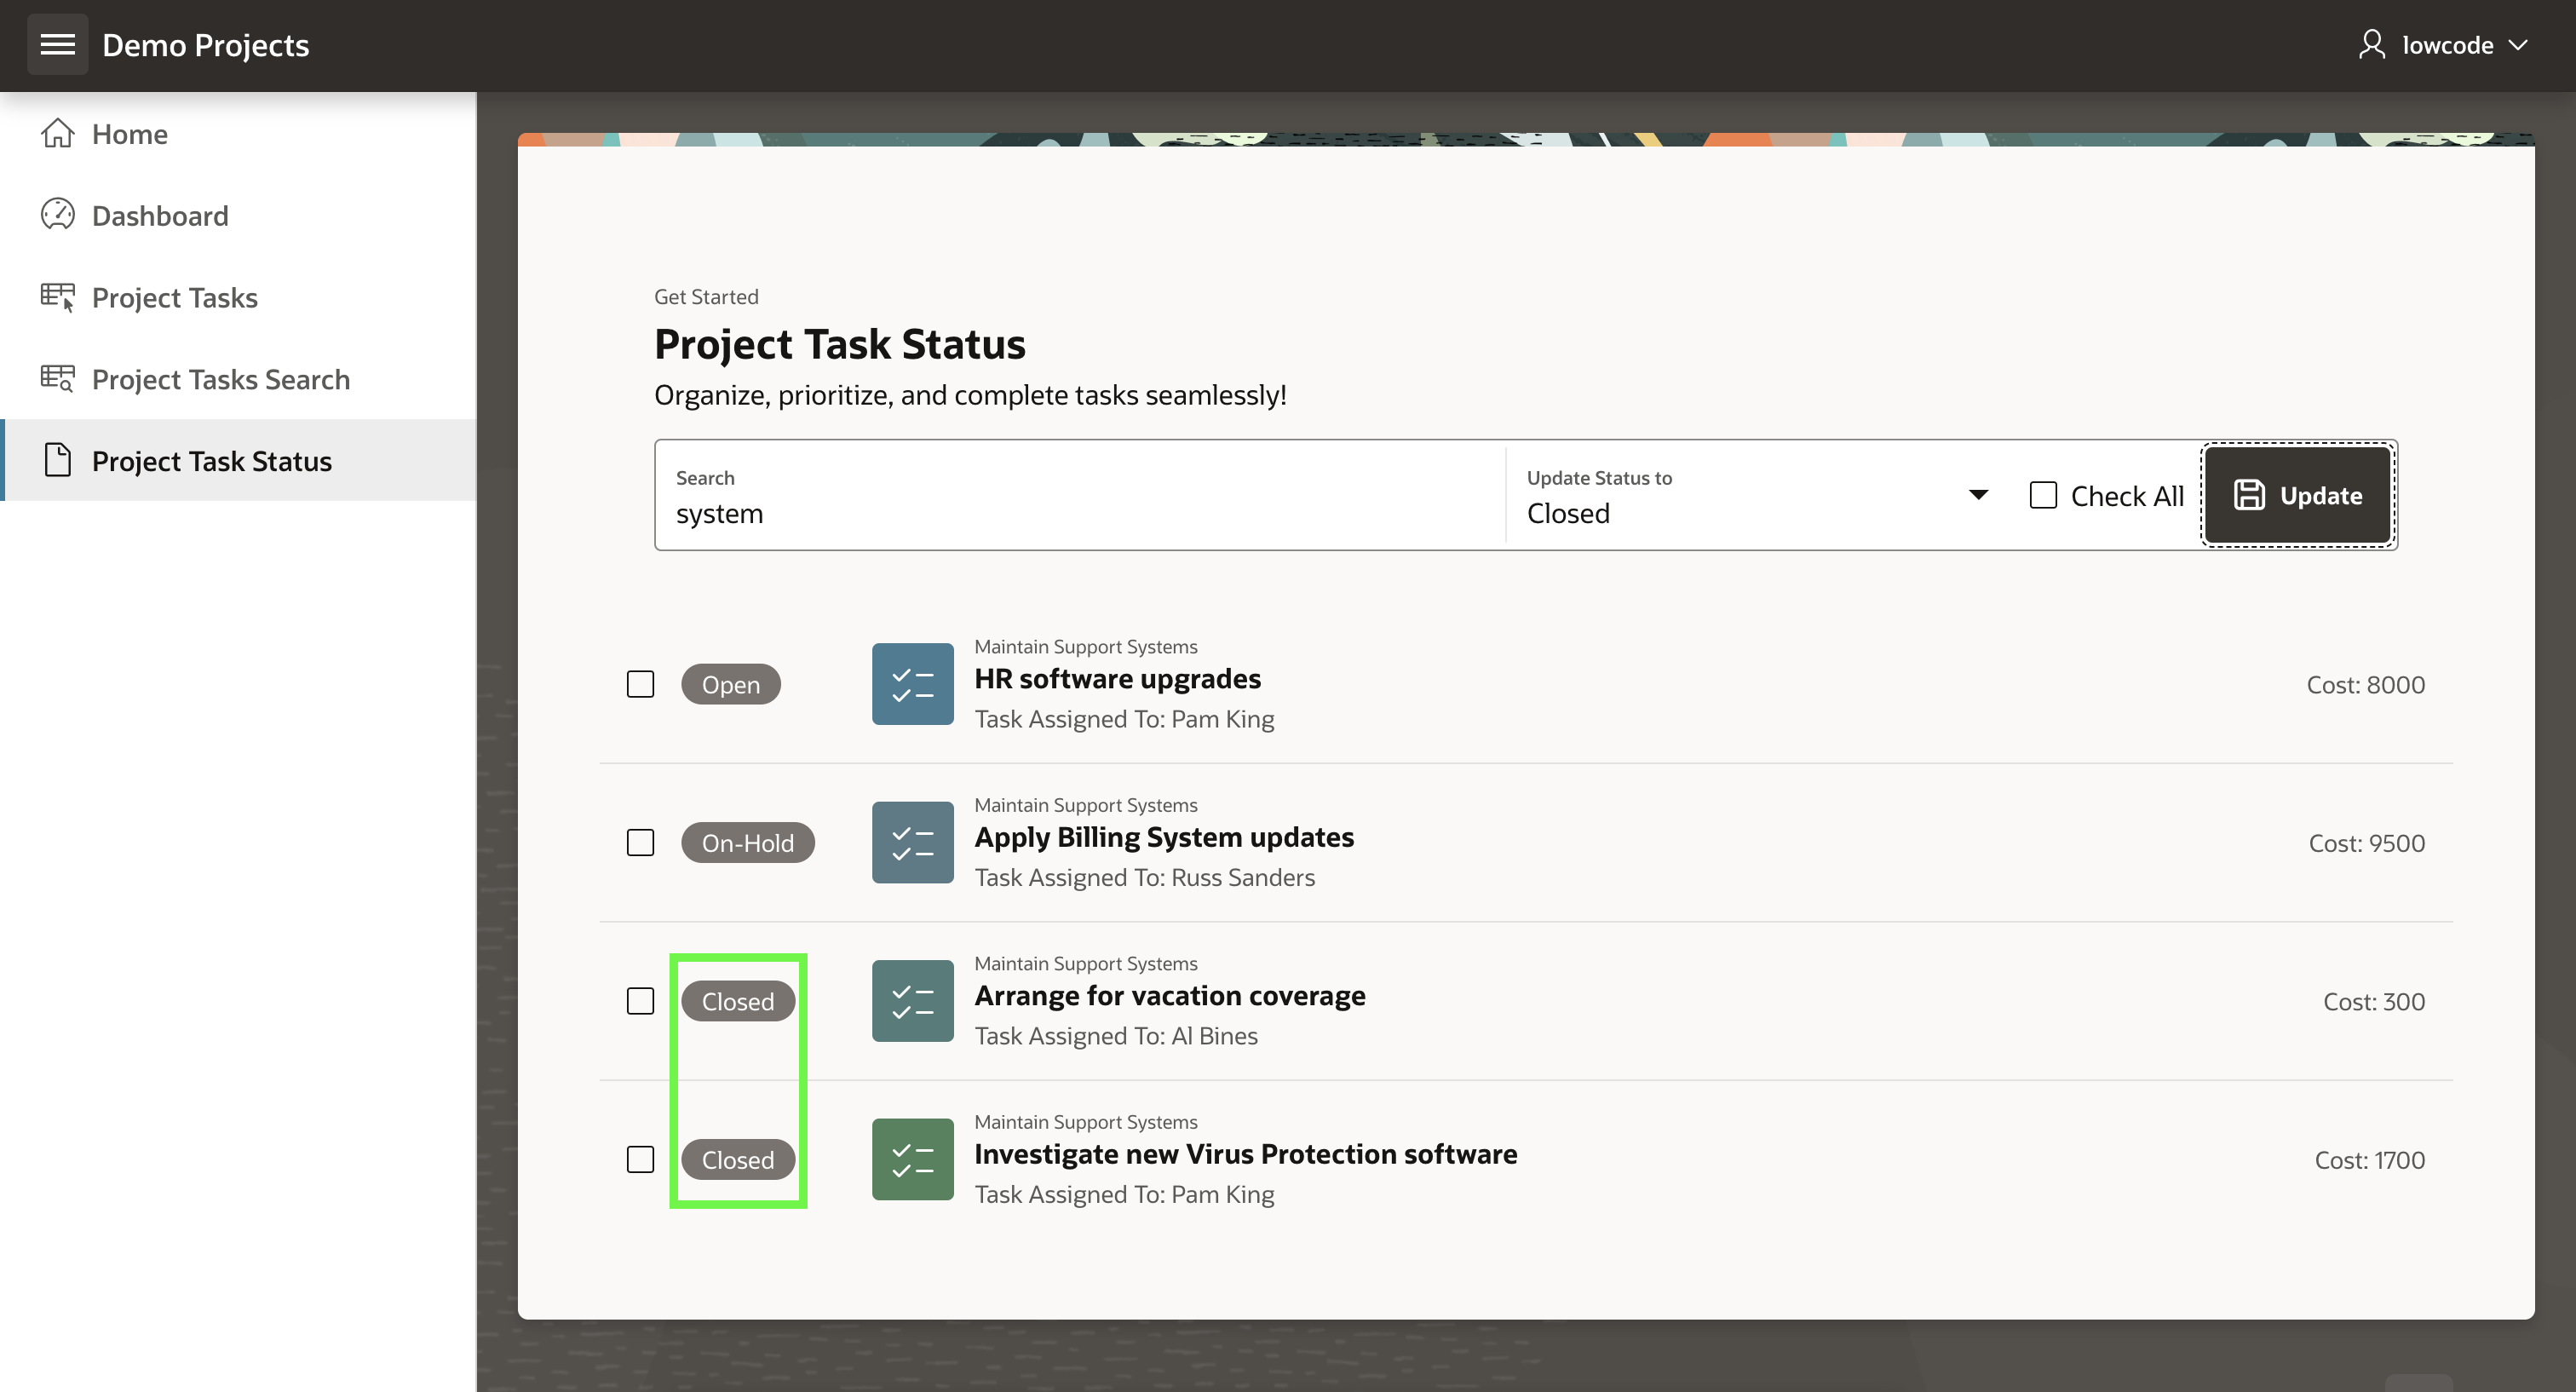 Demo Projects
lowcode
Home
Dashboard
Project Tasks
Project Tasks Search
Project Task Status
Get Started
Project Task Status
Organize, prioritize, and complete tasks seamlessly!
Search
system
Update Status to
Closed
Check All
Update
Open
Maintain Support Systems
HR software upgrades
Task Assigned To: Pam King
Cost: 8000
On-Hold
Maintain Support Systems
Apply Billing System updates
Task Assigned To: Russ Sanders
Cost: 9500
Closed
Maintain Support Systems
Arrange for vacation coverage
Task Assigned To: Al Bines
Cost: 300
Closed
Maintain Support Systems
Investigate new Virus Protection software
Task Assigned To: Pam King
Cost: 1700